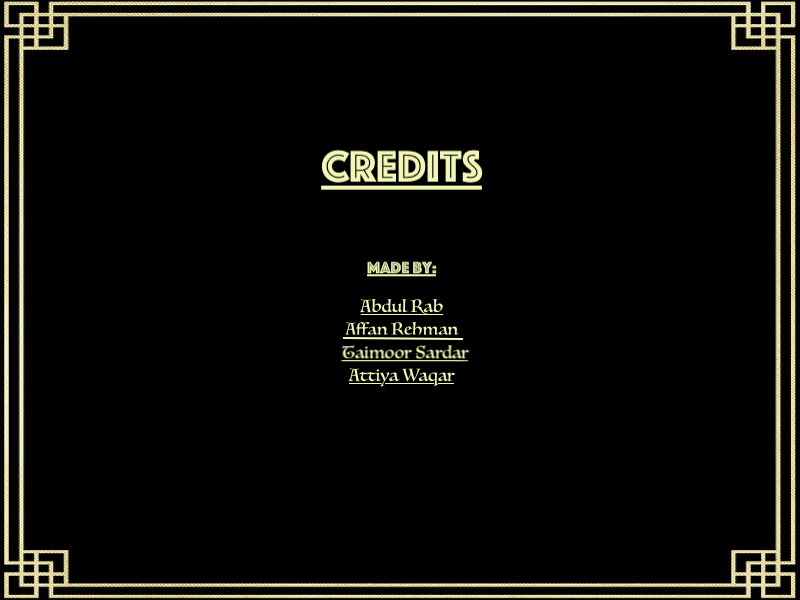 CREDITS
MADE BY:
Abdul Rab
Affan Rehman
Taimoor Sardar
Attiya Waqar